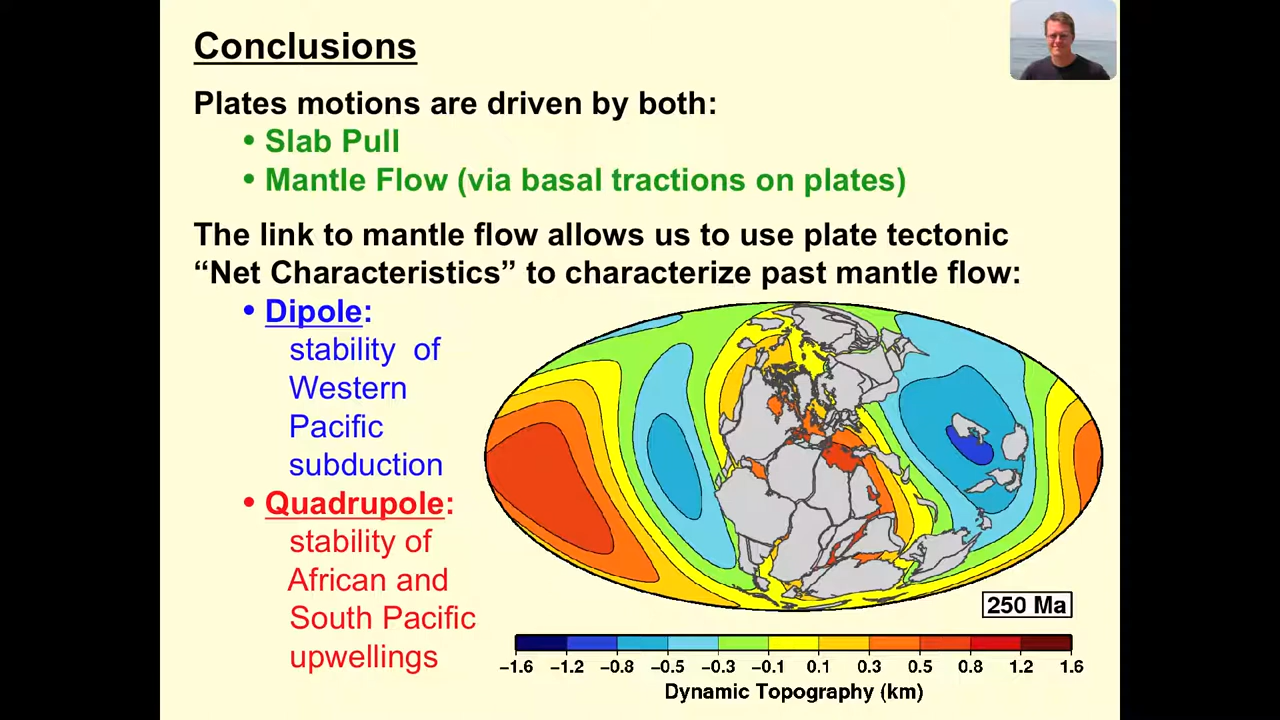 Conclusions
Plates motions are driven by both:
• Slab Pull
• Mantle Flow (via basal tractions on plates)
The link to mantle flow allows us to use plate tectonic
“Net Characteristics” to characterize past mantle flow:
• Dipole:
stability of
Western
Pacific
subduction
• Quadrupole:
stability of
African and
South Pacific
upwellings
250 Ma
−1.6 −1.2 −0.8 −0.5 −0.3 −0.1 0.1 0.3 0.5 0.8 1.2 1.6
Dynamic Topography (km)